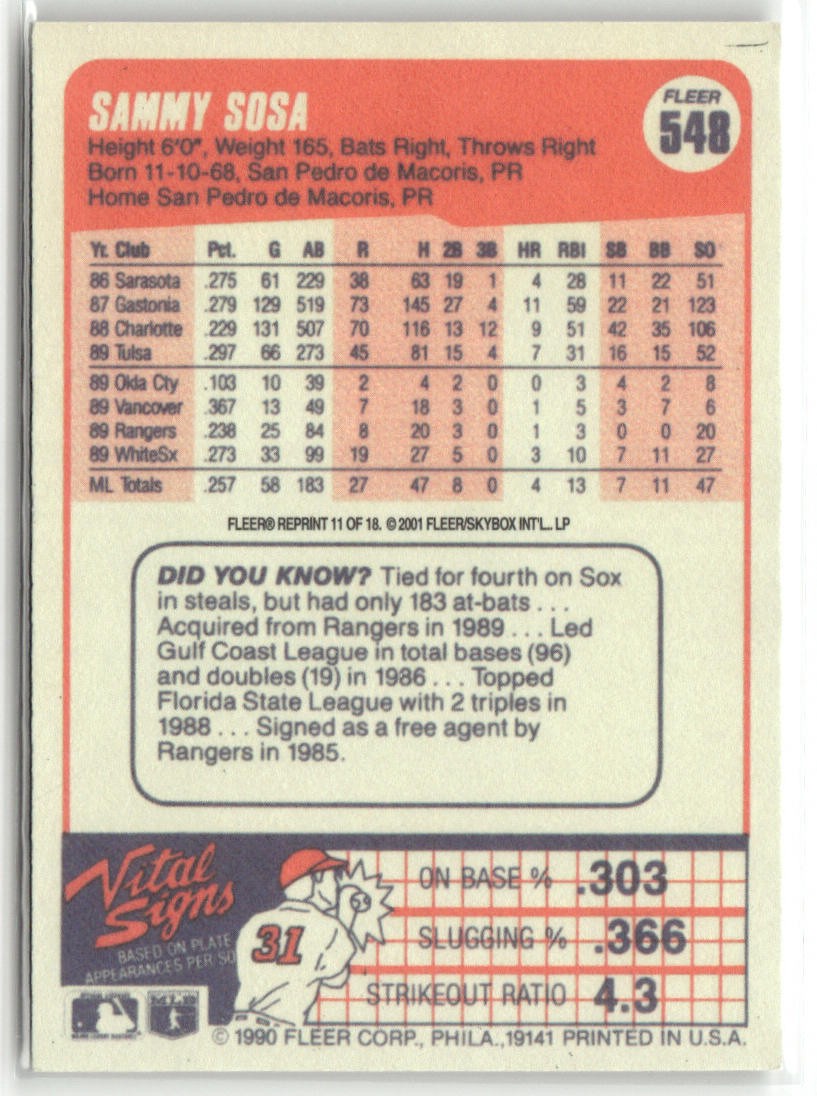 SAMMY SOSA
FLEER
548
Height 6'0", Weight 165, Bats Right, Throws Right
Born 11-10-68, San Pedro de Macoris, PR
Home San Pedro de Macoris, PR
Yr. Club Pct. G AB R H 2B 3B HR RBI SB BB SO
86 Sarasota .275 61 229 38 63 19 1 4 28 11 22 51
87 Gastonia .279 129 519 73 145 27 4 11 59 22 21 123
88 Charlotte .229 131 507 70 116 13 12 9 51 42 35 106
89 Tulsa .297 66 273 45 81 15 4 7 31 16 15 52
89 Okla Cty .103 10 39 2 4 2 0 0 3 4 2 8
89 Vancover .367 13 49 7 18 3 0 1 5 3 7 6
89 Rangers .238 25 84 8 20 3 0 1 3 0 0 20
89 WhiteSx .273 33 99 19 27 5 0 3 10 7 11 27
ML Totals .257 58 183 27 47 8 0 4 13 7 11 47
FLEER® REPRINT 11 OF 18. © 2001 FLEER/SKYBOX INT'L.. LP
DID YOU KNOW? Tied for fourth on Sox
in steals, but had only 183 at-bats . . .
Acquired from Rangers in 1989 . . . Led
Gulf Coast League in total bases (96)
and doubles (19) in 1986 . . . Topped
Florida State League with 2 triples in
1988 . . . Signed as a free agent by
Rangers in 1985.
Vital
Signs
BASED ON PLATE
APPEARANCES PER SO
31
ON BASE % .303
SLUGGING % .366
STRIKEOUT RATIO 4.3
© 1990 FLEER CORP., PHILA.,19141 PRINTED IN U.S.A.